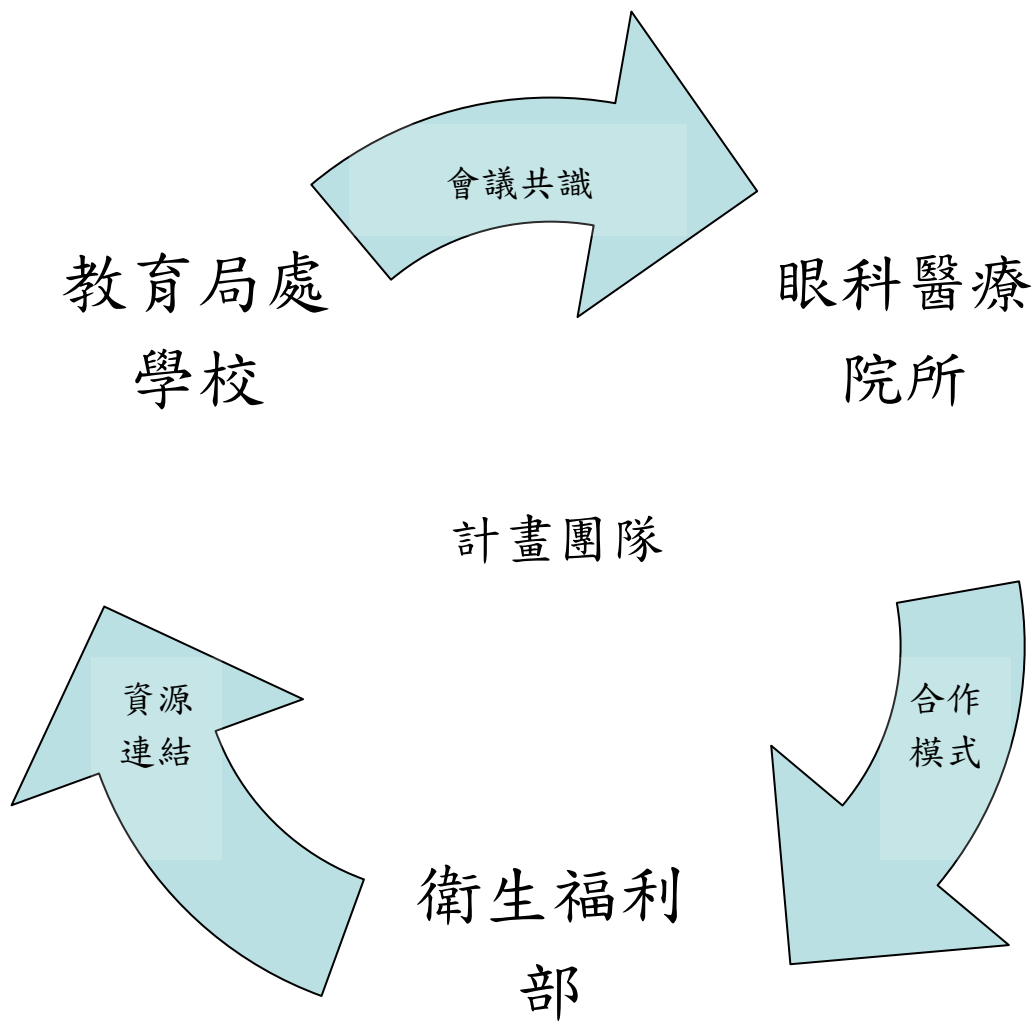 會議共識
教育局處
學校
眼科醫療
院所
計畫團隊
資源
連結
合作
模式
衛生福利
部